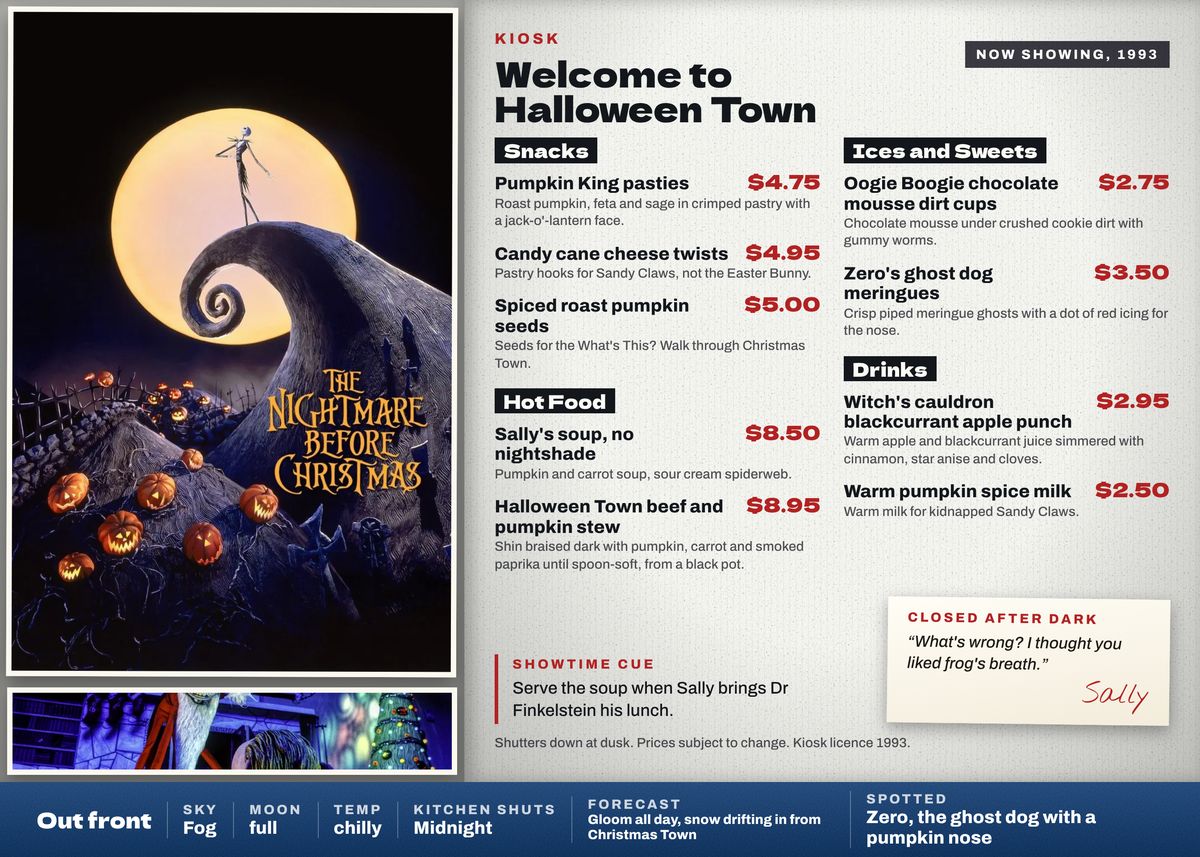 THE
NIGHTMARE
BEFORE
CHRISTMAS
KIOSK
NOW SHOWING, 1993
Welcome to
Halloween Town
Snacks
Pumpkin King pasties $4.75
Roast pumpkin, feta and sage in crimped pastry with
a jack-o'-lantern face.
Candy cane cheese twists $4.95
Pastry hooks for Sandy Claws, not the Easter Bunny.
Spiced roast pumpkin $5.00
seeds
Seeds for the What's This? Walk through Christmas
Town.
Hot Food
Sally's soup, no $8.50
nightshade
Pumpkin and carrot soup, sour cream spiderweb.
Halloween Town beef and $8.95
pumpkin stew
Shin braised dark with pumpkin, carrot and smoked
paprika until spoon-soft, from a black pot.
Ices and Sweets
Oogie Boogie chocolate $2.75
mousse dirt cups
Chocolate mousse under crushed cookie dirt with
gummy worms.
Zero's ghost dog $3.50
meringues
Crisp piped meringue ghosts with a dot of red icing for
the nose.
Drinks
Witch's cauldron $2.95
blackcurrant apple punch
Warm apple and blackcurrant juice simmered with
cinnamon, star anise and cloves.
Warm pumpkin spice milk $2.50
Warm milk for kidnapped Sandy Claws.
SHOWTIME CUE
Serve the soup when Sally brings Dr
Finkelstein his lunch.
CLOSED AFTER DARK
“What's wrong? I thought you
liked frog's breath.”
Sally
Shutters down at dusk. Prices subject to change. Kiosk licence 1993.
Out front
SKY
Fog
MOON
full
TEMP
chilly
KITCHEN SHUTS
Midnight
FORECAST
Gloom all day, snow drifting in from
Christmas Town
SPOTTED
Zero, the ghost dog with a
pumpkin nose